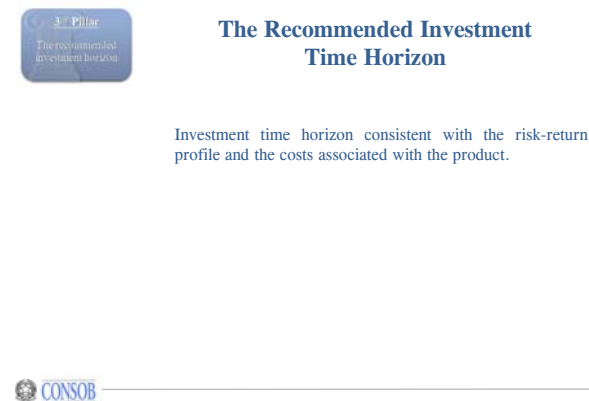 3rd Pillar
The recommended
investment horizon
The Recommended Investment
Time Horizon
Investment time horizon consistent with the risk-return
profile and the costs associated with the product.
CONSOB